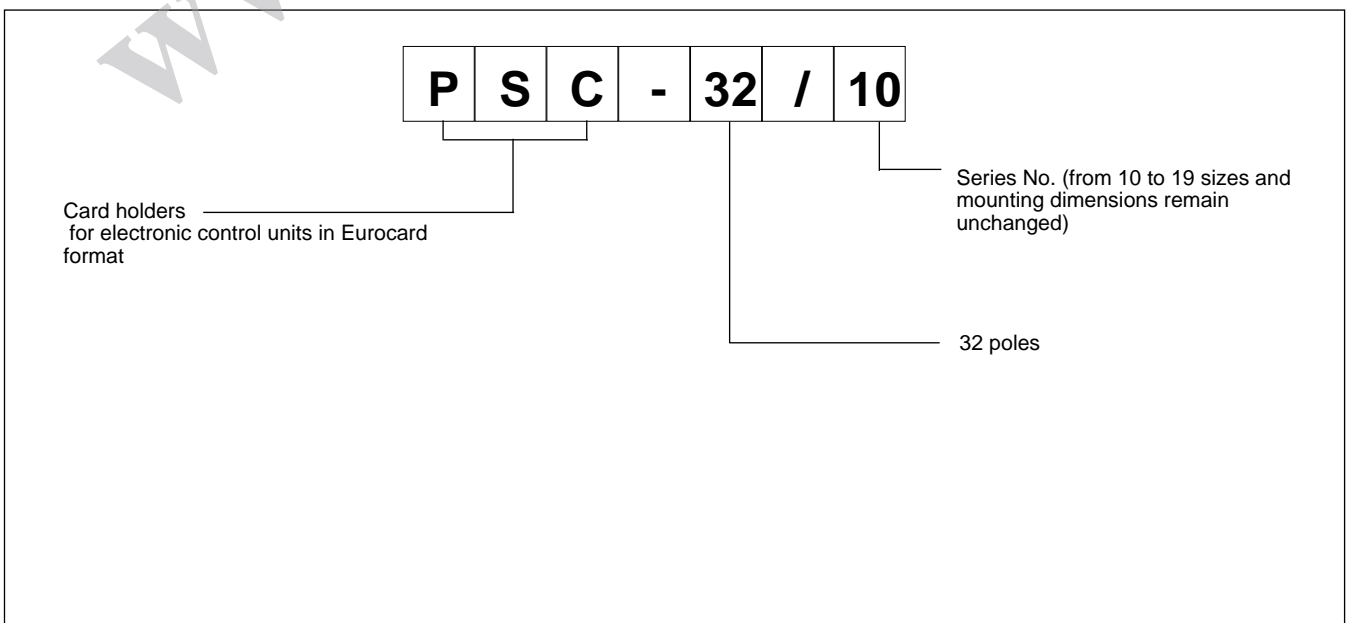 P S C - 32 / 10
Series No. (from 10 to 19 sizes and
mounting dimensions remain
unchanged)
Card holders
for electronic control units in Eurocard
format
32 poles